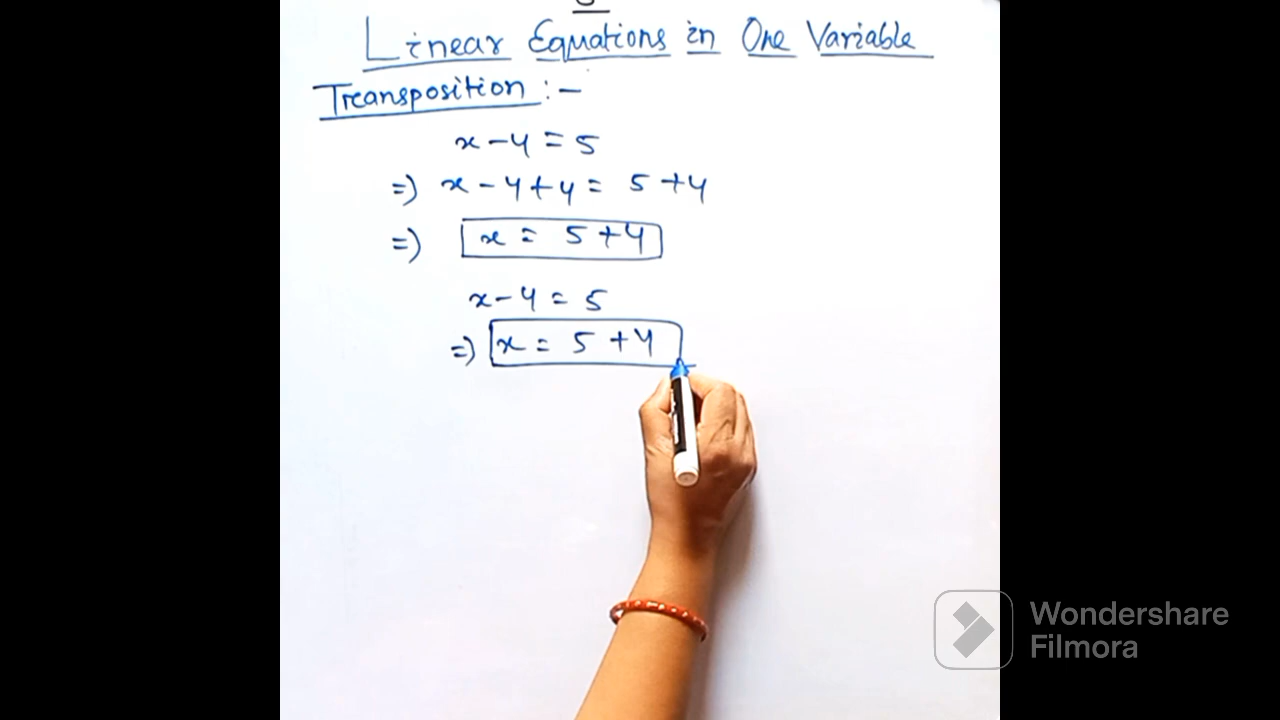 Linear Equations in One Variable
Transposition :-
x - 4 = 5
=) x - 4 + 4 = 5 + 4
=) x = 5 + 4
x - 4 = 5
=) x = 5 + 4
Wondershare
Filmora